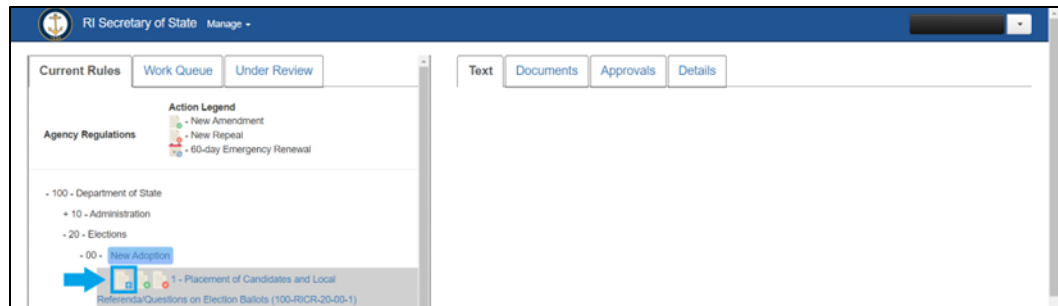 RI Secretary of State Manage
Current Rules Work Queue Under Review
Text Documents Approvals Details
Action Legend
- New Amendment
Agency Regulations
- New Repeal
- 60-day Emergency Renewal
- 100 - Department of State
+ 10 - Administration
- 20 - Elections
- 00 - New Adoption
1 - Placement of Candidates and Local
Referenda/Questions on Election Ballots (100-RICR-20-00-1)